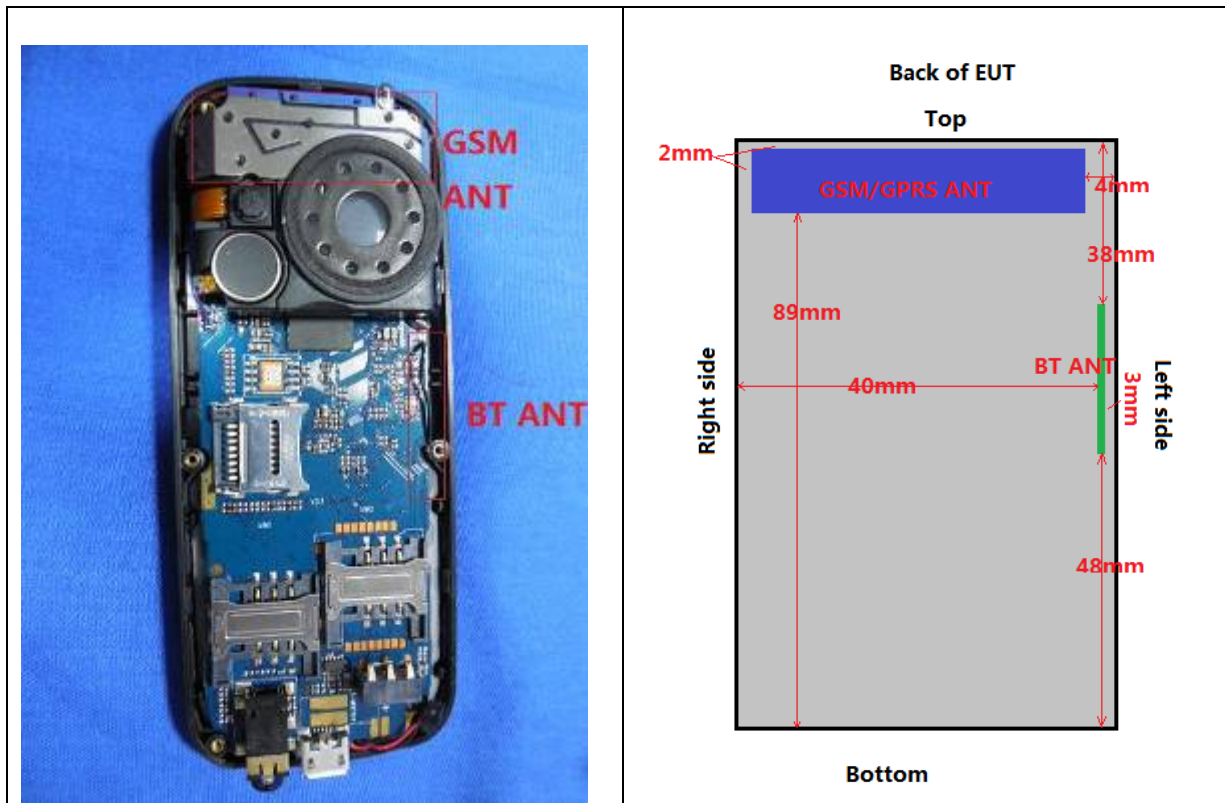 GSM
ANT
BT ANT
Back of EUT
Top
2mm
GSM/GPRS ANT
4mm
38mm
89mm
BT ANT
40mm
3mm
Right side
Left side
48mm
Bottom